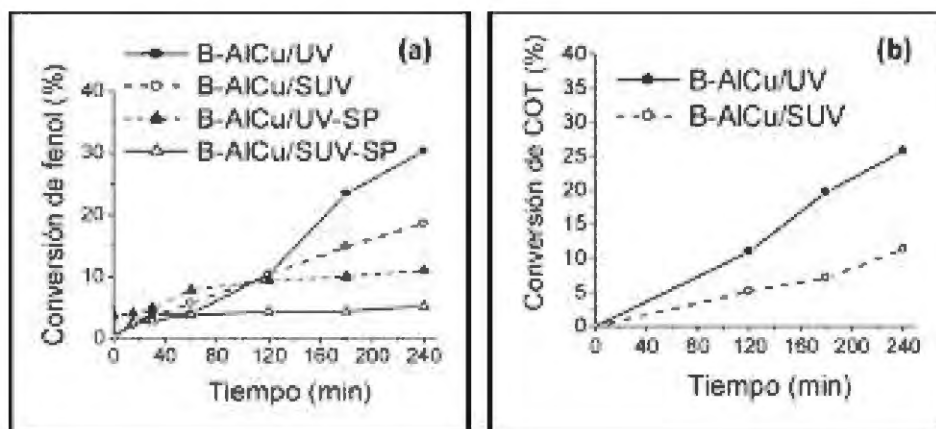 B-AlCu/UV
B-AlCu/SUV
B-AlCu/UV-SP
B-AlCu/SUV-SP
(a)
Conversión de fenol (%)
40
30
20
10
0
0 40 80 120 160 200 240
Tiempo (min)
(b)
B-AlCu/UV
B-AlCu/SUV
Conversión de COT (%)
40
35
30
25
20
15
10
5
0
0 40 80 120 160 200 240
Tiempo (min)